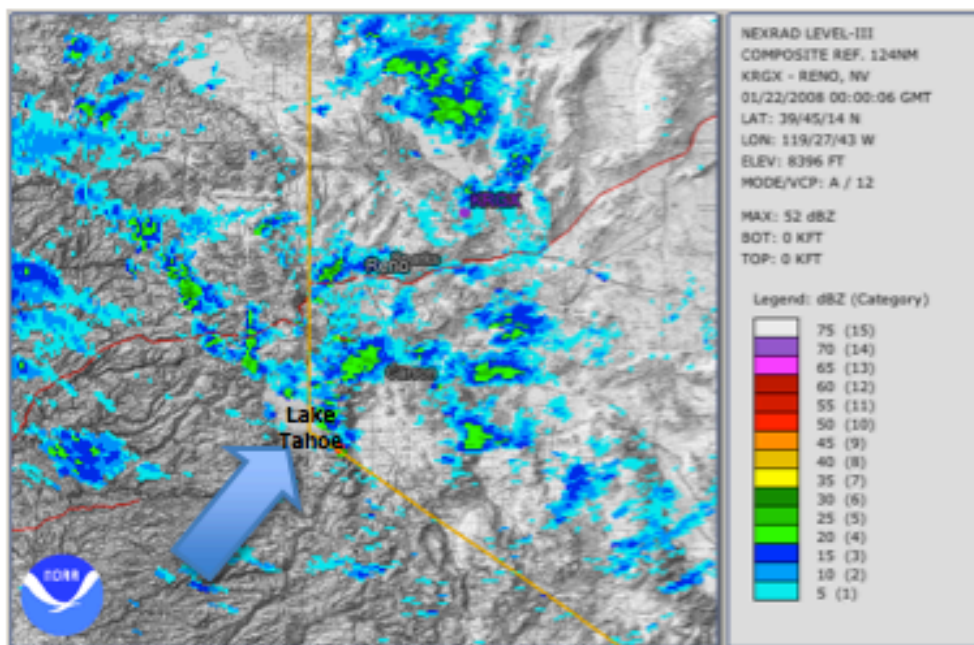 NEXRAD LEVEL-III
COMPOSITE REF. 124NM
KRGX - RENO, NV
01/22/2008 00:00:06 GMT
LAT: 39/45/14 N
LON: 119/27/43 W
ELEV: 8396 FT
MODE/VCP: A / 12
MAX: 52 dBZ
BOT: 0 KFT
TOP: 0 KFT
Legend: dBZ (Category)
75 (15)
70 (14)
65 (13)
60 (12)
55 (11)
50 (10)
45 (9)
40 (8)
35 (7)
30 (6)
25 (5)
20 (4)
15 (3)
10 (2)
5 (1)
Reno
Carson
Lake
Tahoe
NOAA